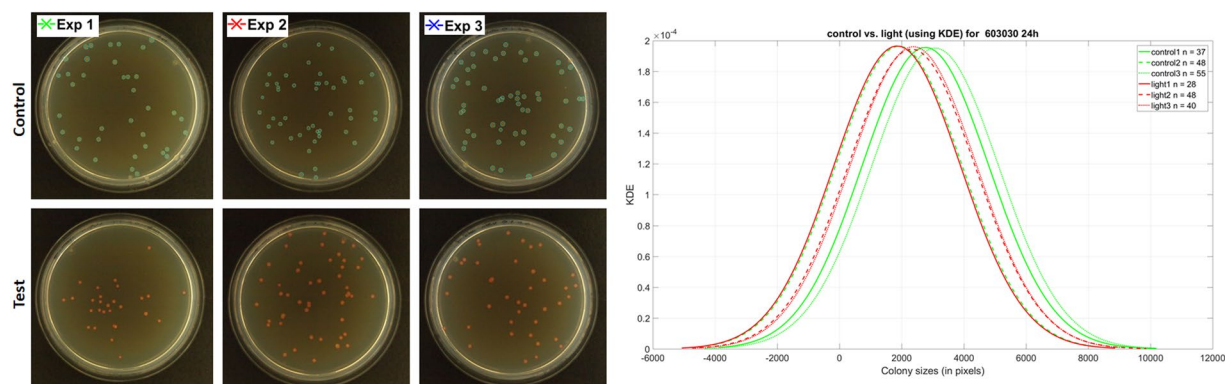 Exp 1
Exp 2
Exp 3
Control
Test
control vs. light (using KDE) for 603030 24h
×10⁻⁴
2
1.8
1.6
1.4
1.2
1
0.8
0.6
0.4
0.2
0
KDE
-6000 -4000 -2000 0 2000 4000 6000 8000 10000 12000
Colony sizes (in pixels)
control1 n = 37
control2 n = 48
control3 n = 55
light1 n = 28
light2 n = 48
light3 n = 40